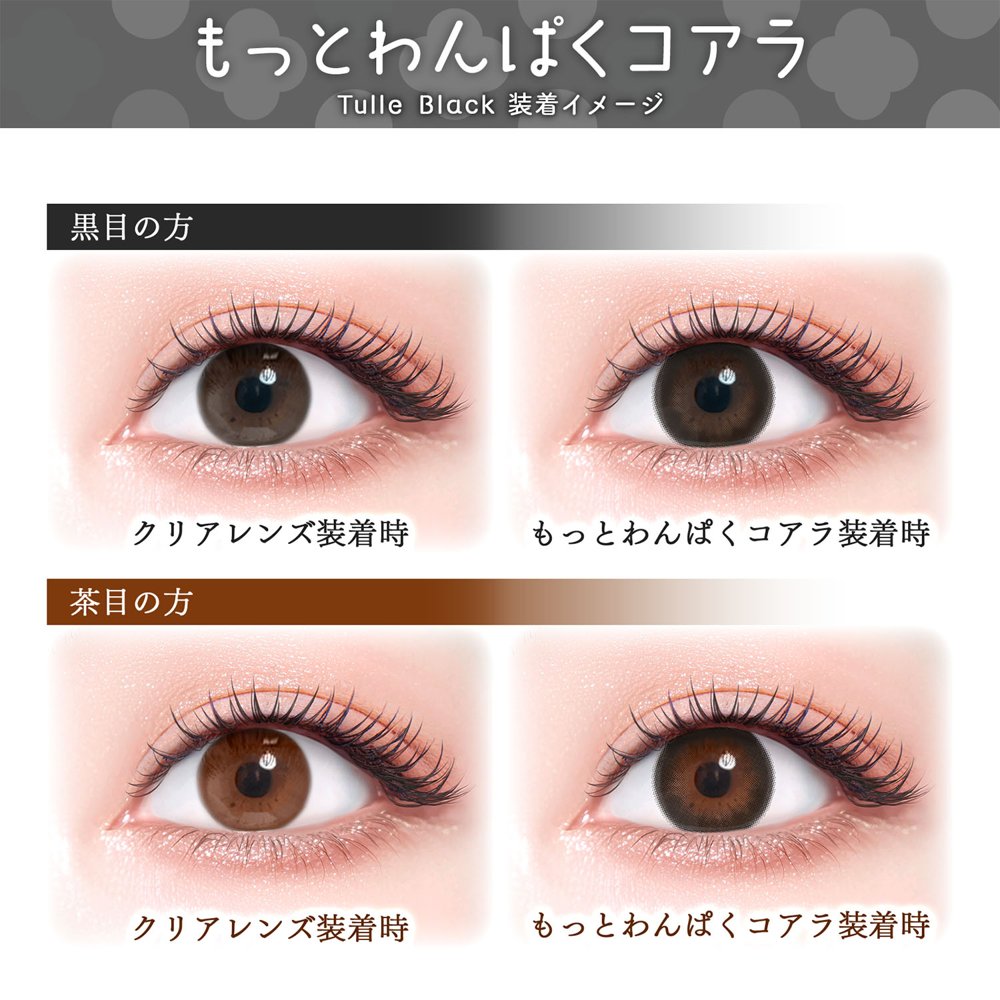 もっとわんぱくコアラ
Tulle Black 装着イメージ
黒目の方
クリアレンズ装着時
もっとわんぱくコアラ装着時
茶目の方
クリアレンズ装着時
もっとわんぱくコアラ装着時